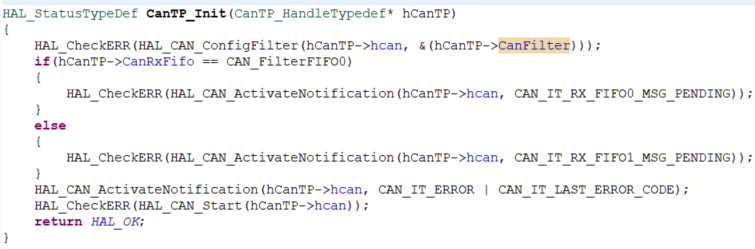 HAL_StatusTypeDef CanTP_Init(CanTP_HandleTypedef* hCanTP)
{
    HAL_CheckERR(HAL_CAN_ConfigFilter(hCanTP->hcan, &(hCanTP->CanFilter)));
    if(hCanTP->CanRxFifo == CAN_FilterFIFO0)
    {
        HAL_CheckERR(HAL_CAN_ActivateNotification(hCanTP->hcan, CAN_IT_RX_FIFO0_MSG_PENDING));
    }
    else
    {
        HAL_CheckERR(HAL_CAN_ActivateNotification(hCanTP->hcan, CAN_IT_RX_FIFO1_MSG_PENDING));
    }
    HAL_CAN_ActivateNotification(hCanTP->hcan, CAN_IT_ERROR | CAN_IT_LAST_ERROR_CODE);
    HAL_CheckERR(HAL_CAN_Start(hCanTP->hcan));
    return HAL_OK;
}